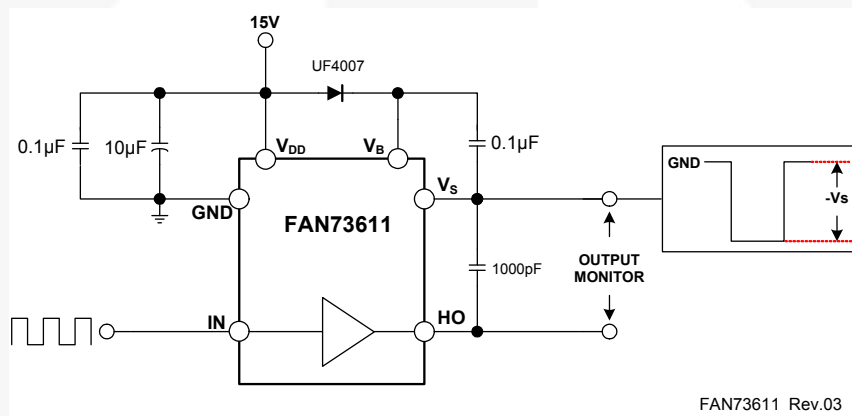 15V
UF4007
0.1µF
10µF
VDD
VB
0.1µF
GND
VS
GND
-Vs
FAN73611
1000pF
OUTPUT
MONITOR
IN
HO
FAN73611 Rev.03